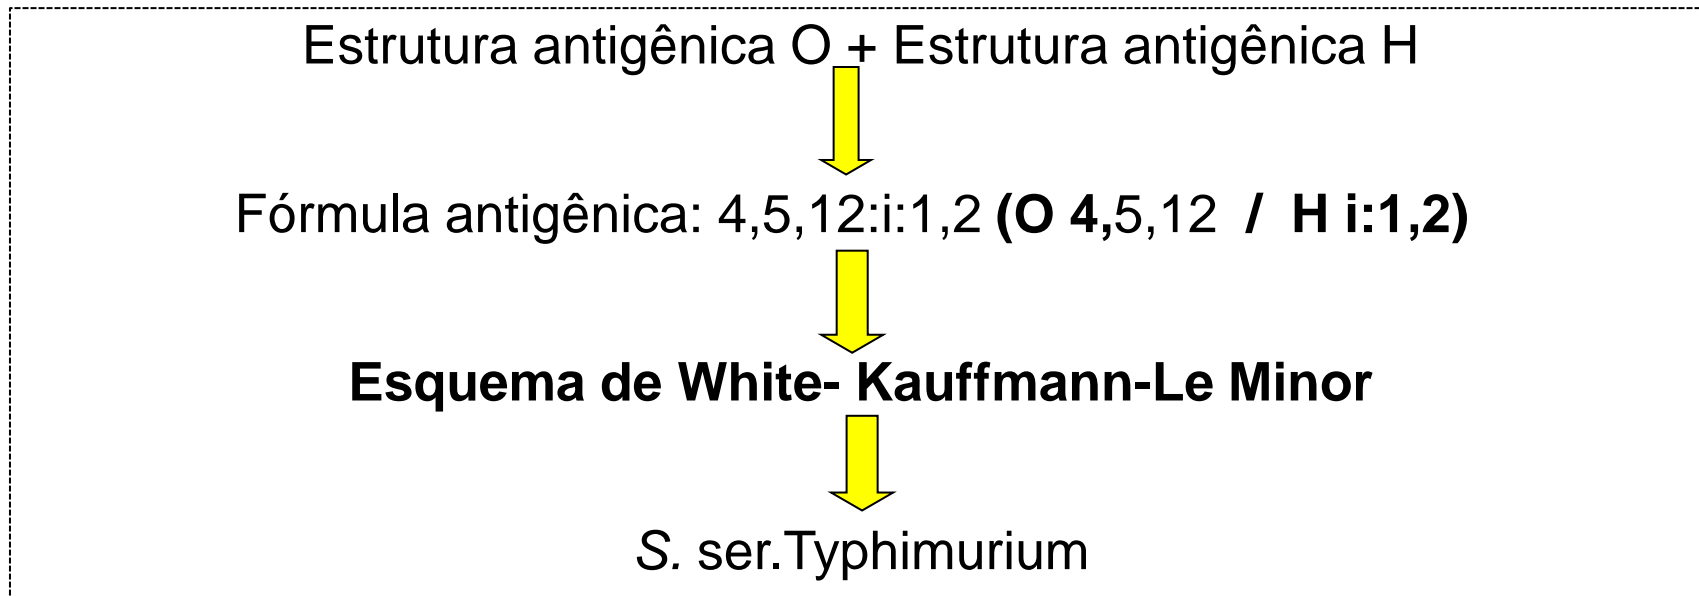 Estrutura antigênica O + Estrutura antigênica H
Fórmula antigênica: 4,5,12:i:1,2 (O 4,5,12 / H i:1,2)
Esquema de White- Kauffmann-Le Minor
S. ser.Typhimurium